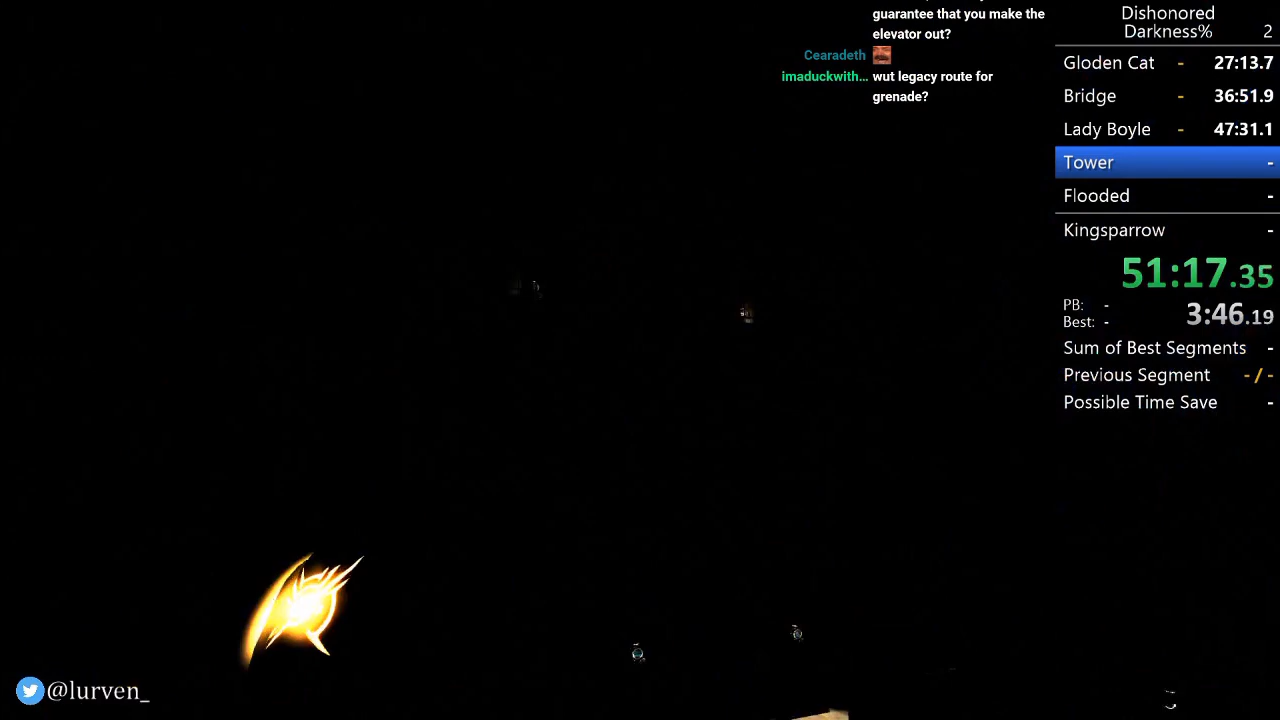 guarantee that you make the
elevator out?
Cearadeth
imaduckwith… wut legacy route for
grenade?
Dishonored
Darkness% 2
Gloden Cat - 27:13.7
Bridge - 36:51.9
Lady Boyle - 47:31.1
Tower -
Flooded -
Kingsparrow -
51:17.35
PB: -
Best: - 3:46.19
Sum of Best Segments -
Previous Segment - / -
Possible Time Save -
@lurven_